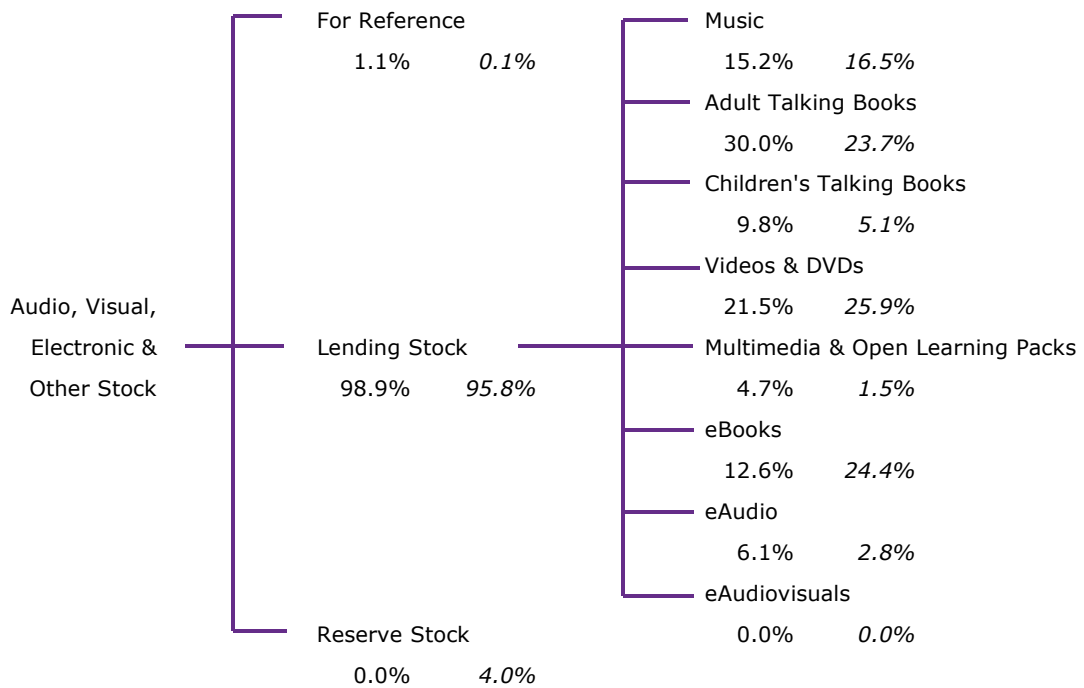 For Reference
1.1% 0.1%
Music
15.2% 16.5%
Adult Talking Books
30.0% 23.7%
Children's Talking Books
9.8% 5.1%
Videos & DVDs
21.5% 25.9%
Audio, Visual,
Electronic &
Other Stock
Lending Stock
98.9% 95.8%
Multimedia & Open Learning Packs
4.7% 1.5%
eBooks
12.6% 24.4%
eAudio
6.1% 2.8%
eAudiovisuals
0.0% 0.0%
Reserve Stock
0.0% 4.0%